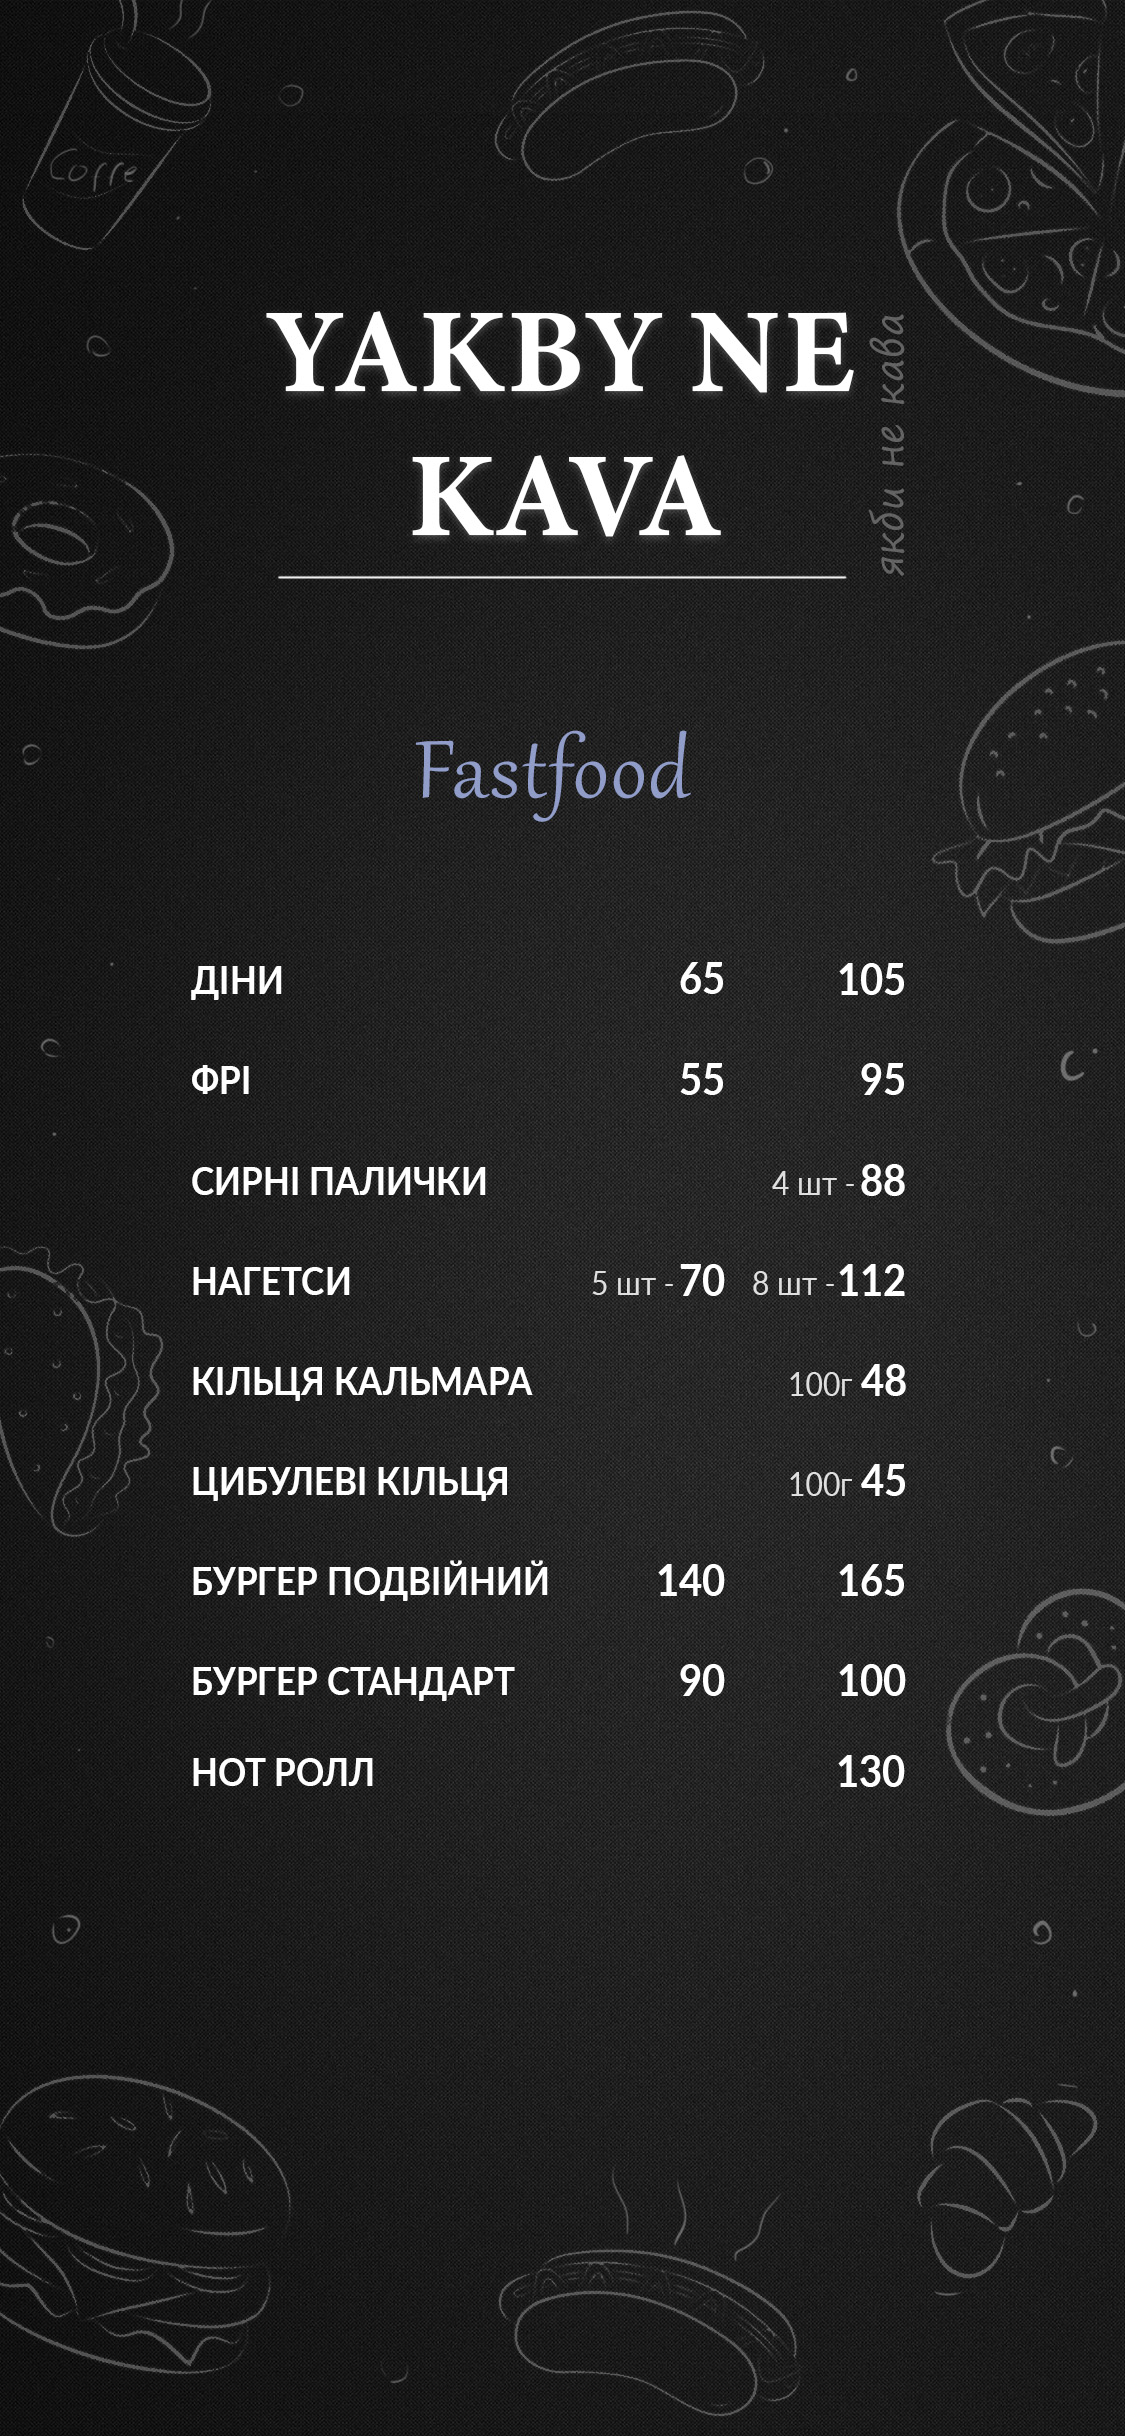 Coffe
YAKBY NE
KAVA
якби не кава
Fastfood
ДІНИ 65 105
ФРІ 55 95
СИРНІ ПАЛИЧКИ 4 шт - 88
НАГЕТСИ 5 шт - 70 8 шт - 112
КІЛЬЦЯ КАЛЬМАРА 100г 48
ЦИБУЛЕВІ КІЛЬЦЯ 100г 45
БУРГЕР ПОДВІЙНИЙ 140 165
БУРГЕР СТАНДАРТ 90 100
НОТ РОЛЛ 130